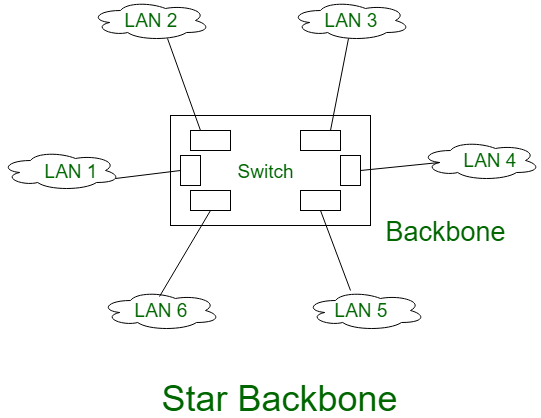 LAN 2
LAN 3
LAN 1
Switch
LAN 4
Backbone
LAN 6
LAN 5
Star Backbone